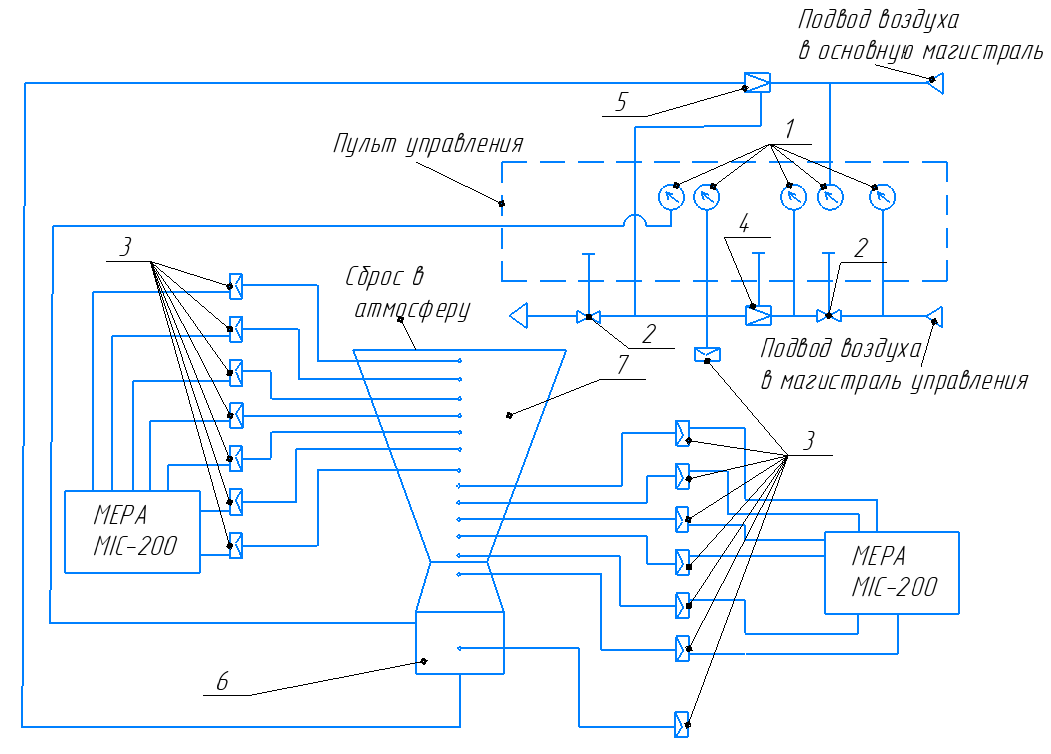 Подвод воздуха
в основную магистраль
5
1
Пульт управления
4
2
3
Сброс в
атмосферу
2
Подвод воздуха
в магистраль управления
7
3
МЕРА
MIC-200
МЕРА
MIC-200
6